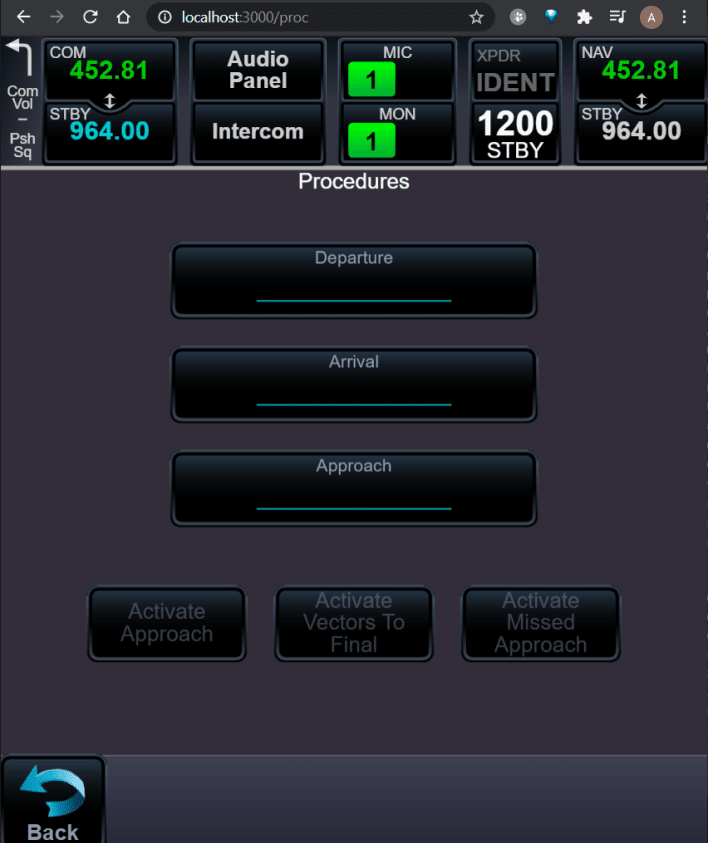 localhost:3000/proc
A
COM
452.81
STBY
964.00
Com
Vol
–
Psh
Sq
Audio
Panel
Intercom
MIC
1
MON
1
XPDR
IDENT
1200
STBY
NAV
452.81
STBY
964.00
Procedures
Departure
Arrival
Approach
Activate
Approach
Activate
Vectors To
Final
Activate
Missed
Approach
Back